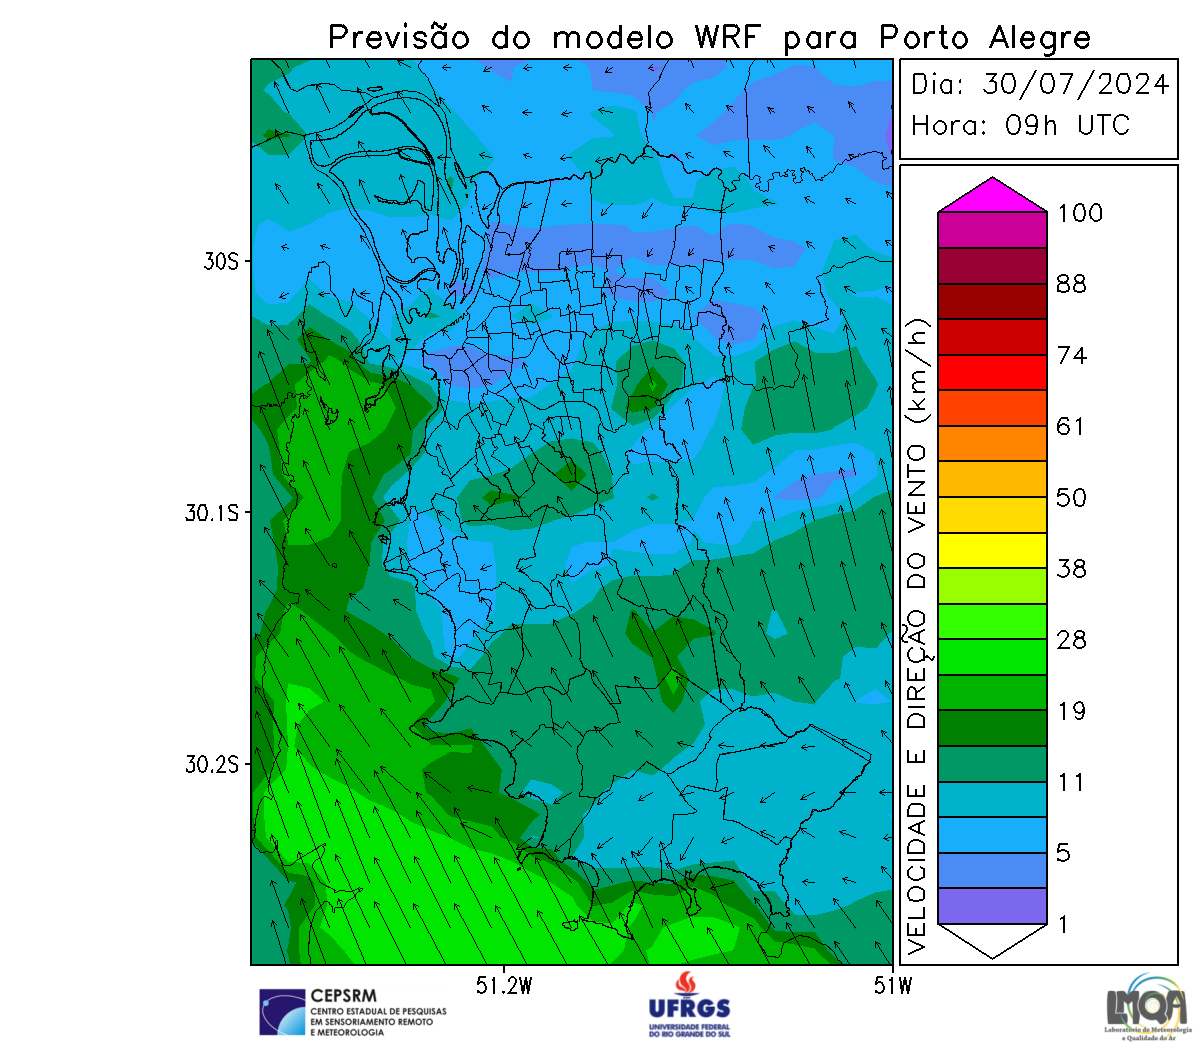 Previsão do modelo WRF para Porto Alegre
Dia: 30/07/2024
Hora: 09h UTC
100
88
74
61
50
38
28
19
11
5
1
VELOCIDADE E DIREÇÃO DO VENTO (km/h)
30S
30.1S
30.2S
51.2W
51W
CEPSRM
CENTRO ESTADUAL DE PESQUISAS
EM SENSORIAMENTO REMOTO
E METEOROLOGIA
UFRGS
UNIVERSIDADE FEDERAL
DO RIO GRANDE DO SUL
LMQA
Laboratório de Meteorologia
e Qualidade do Ar